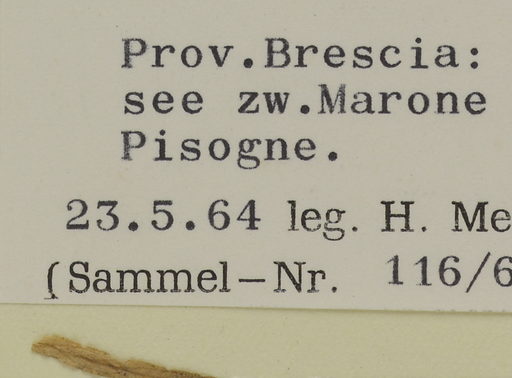 Prov.Brescia:
see zw.Marone
Pisogne.
23.5.64 leg. H. Me
(Sammel-Nr. 116/6